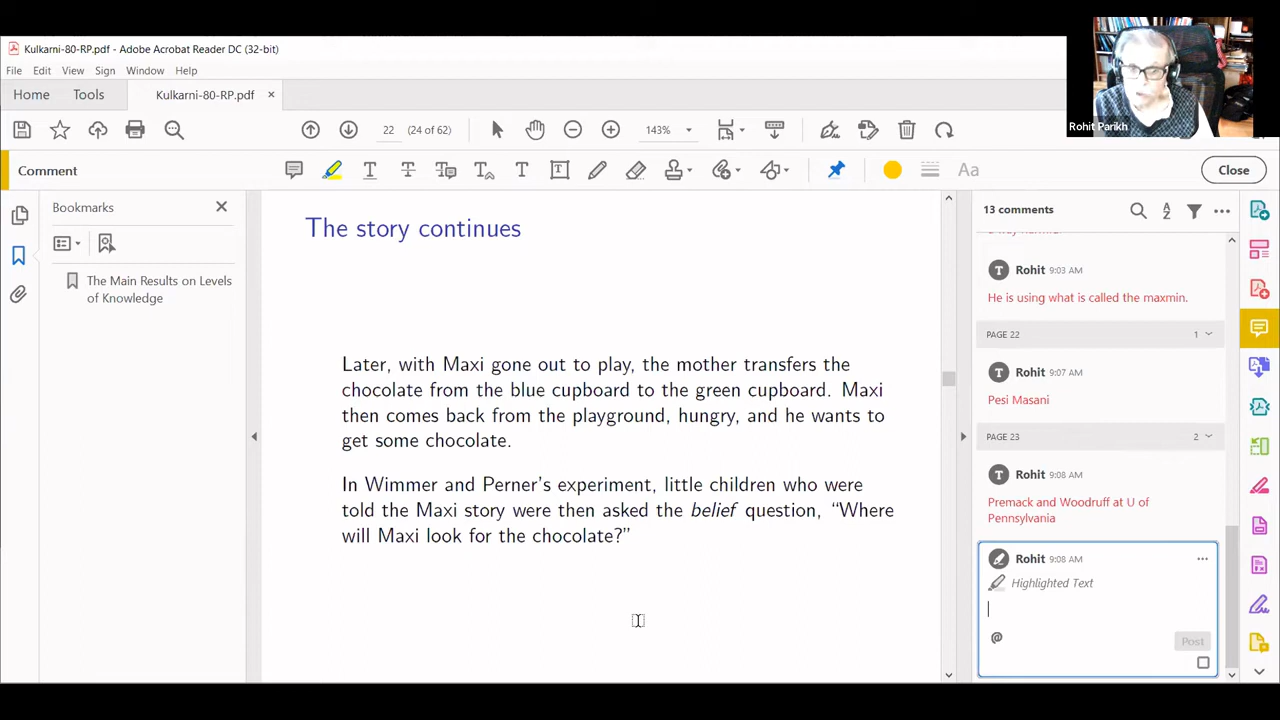 Kulkarni-80-RP.pdf - Adobe Acrobat Reader DC (32-bit)
File Edit View Sign Window Help
Home Tools Kulkarni-80-RP.pdf ×
Rohit Parikh
22 (24 of 62) 143%
Comment
Close
Bookmarks
The Main Results on Levels
of Knowledge
The story continues
Later, with Maxi gone out to play, the mother transfers the
chocolate from the blue cupboard to the green cupboard. Maxi
then comes back from the playground, hungry, and he wants to
get some chocolate.
In Wimmer and Perner's experiment, little children who were
told the Maxi story were then asked the belief question, “Where
will Maxi look for the chocolate?”
13 comments
Rohit 9:03 AM
He is using what is called the maxmin.
PAGE 22 1
Rohit 9:07 AM
Pesi Masani
PAGE 23 2
Rohit 9:08 AM
Premack and Woodruff at U of
Pennsylvania
Rohit 9:08 AM
Highlighted Text
@
Post